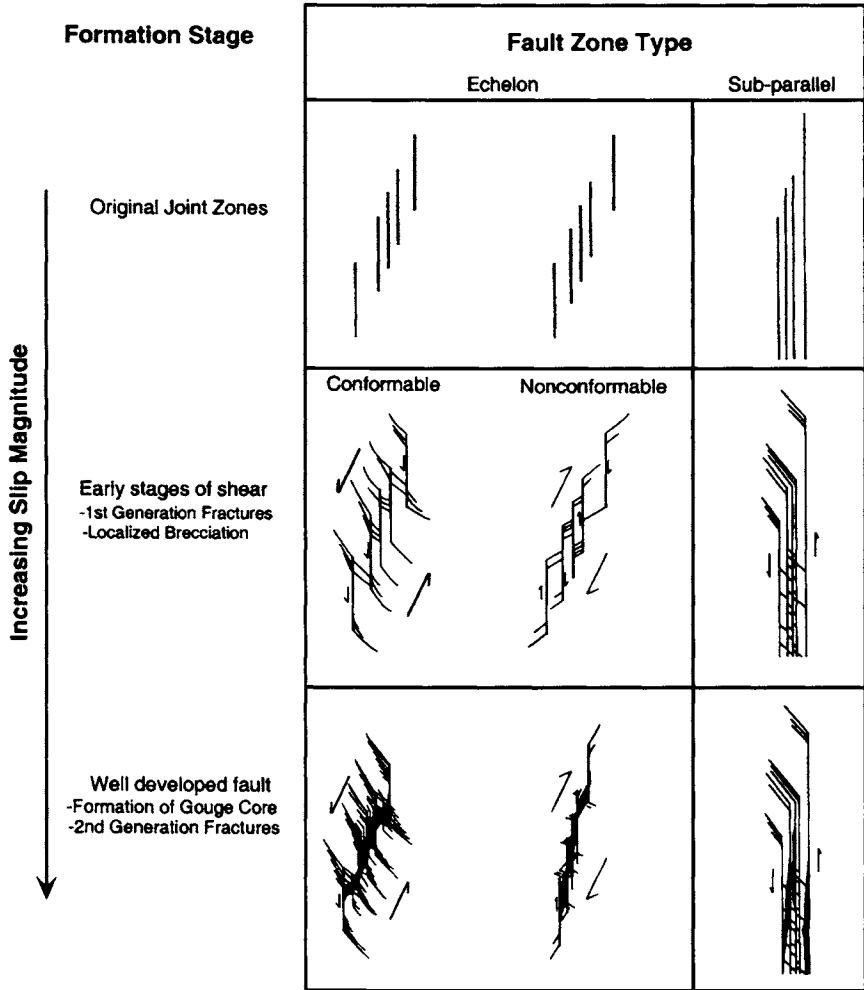 Formation Stage
Fault Zone Type
Echelon
Sub-parallel
Original Joint Zones
Conformable
Nonconformable
Increasing Slip Magnitude
Early stages of shear
-1st Generation Fractures
-Localized Brecciation
Well developed fault
-Formation of Gouge Core
-2nd Generation Fractures